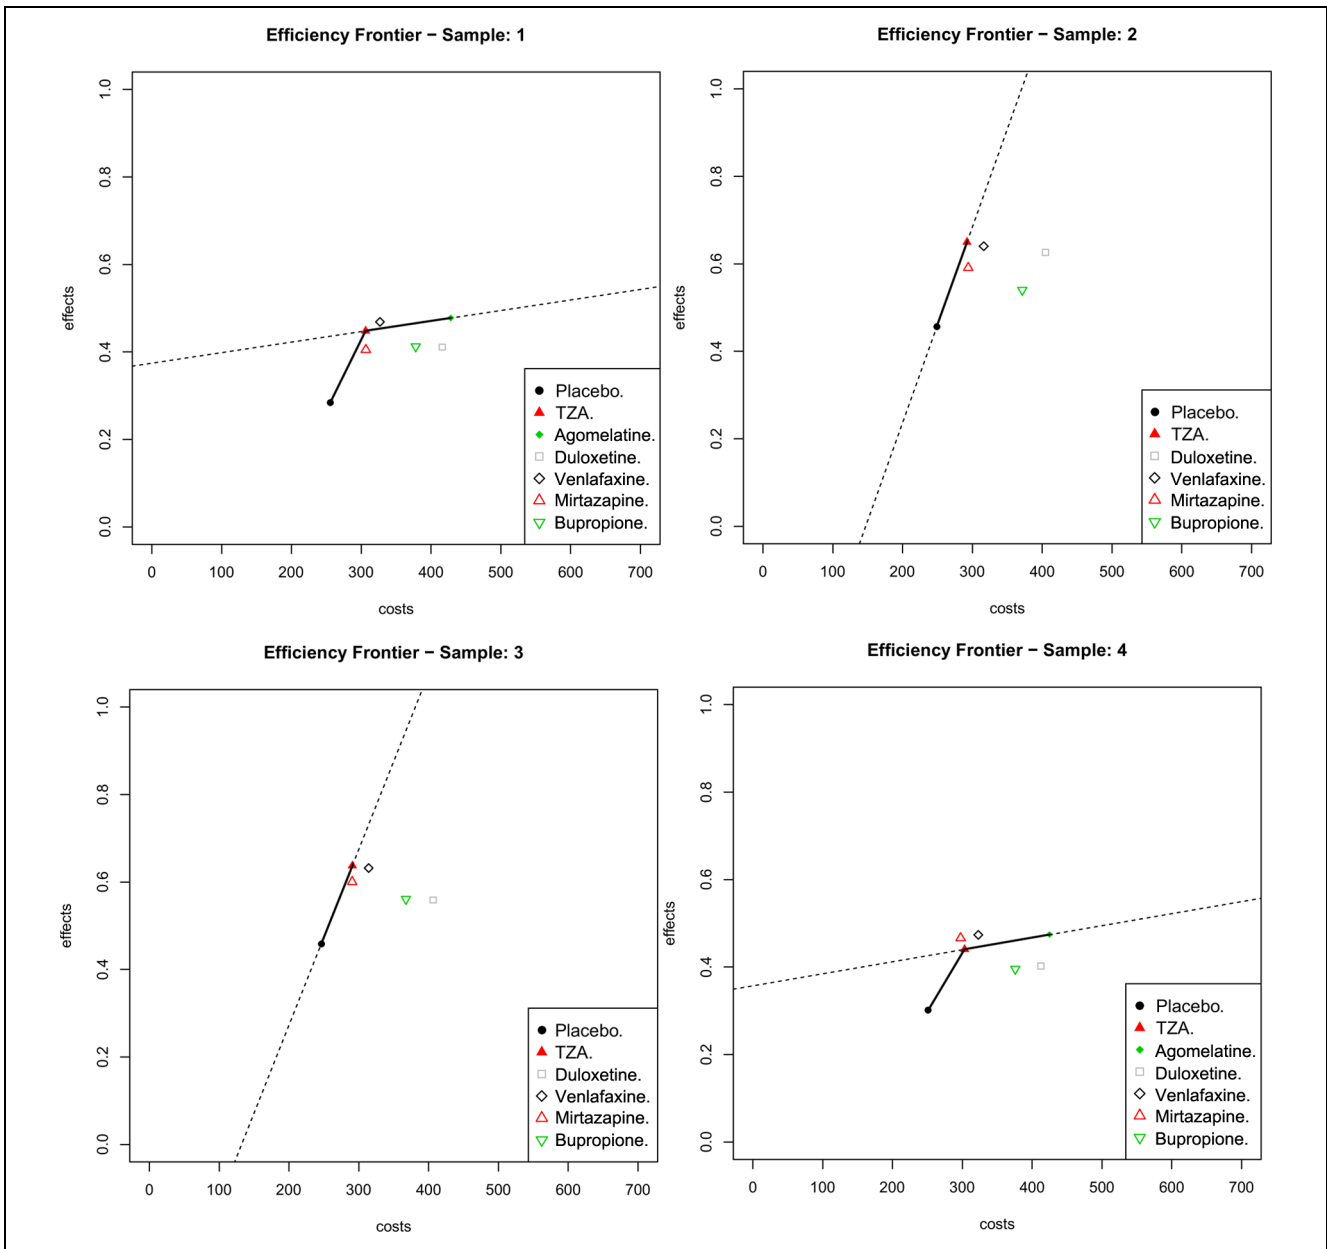 Efficiency Frontier − Sample: 1
effects
1.0
0.8
0.6
0.4
0.2
0.0
Placebo.
TZA.
Agomelatine.
Duloxetine.
Venlafaxine.
Mirtazapine.
Bupropione.
0 100 200 300 400 500 600 700
costs
Efficiency Frontier − Sample: 2
effects
1.0
0.8
0.6
0.4
0.2
0.0
Placebo.
TZA.
Duloxetine.
Venlafaxine.
Mirtazapine.
Bupropione.
0 100 200 300 400 500 600 700
costs
Efficiency Frontier − Sample: 3
effects
1.0
0.8
0.6
0.4
0.2
0.0
Placebo.
TZA.
Duloxetine.
Venlafaxine.
Mirtazapine.
Bupropione.
0 100 200 300 400 500 600 700
costs
Efficiency Frontier − Sample: 4
effects
1.0
0.8
0.6
0.4
0.2
0.0
Placebo.
TZA.
Agomelatine.
Duloxetine.
Venlafaxine.
Mirtazapine.
Bupropione.
0 100 200 300 400 500 600 700
costs